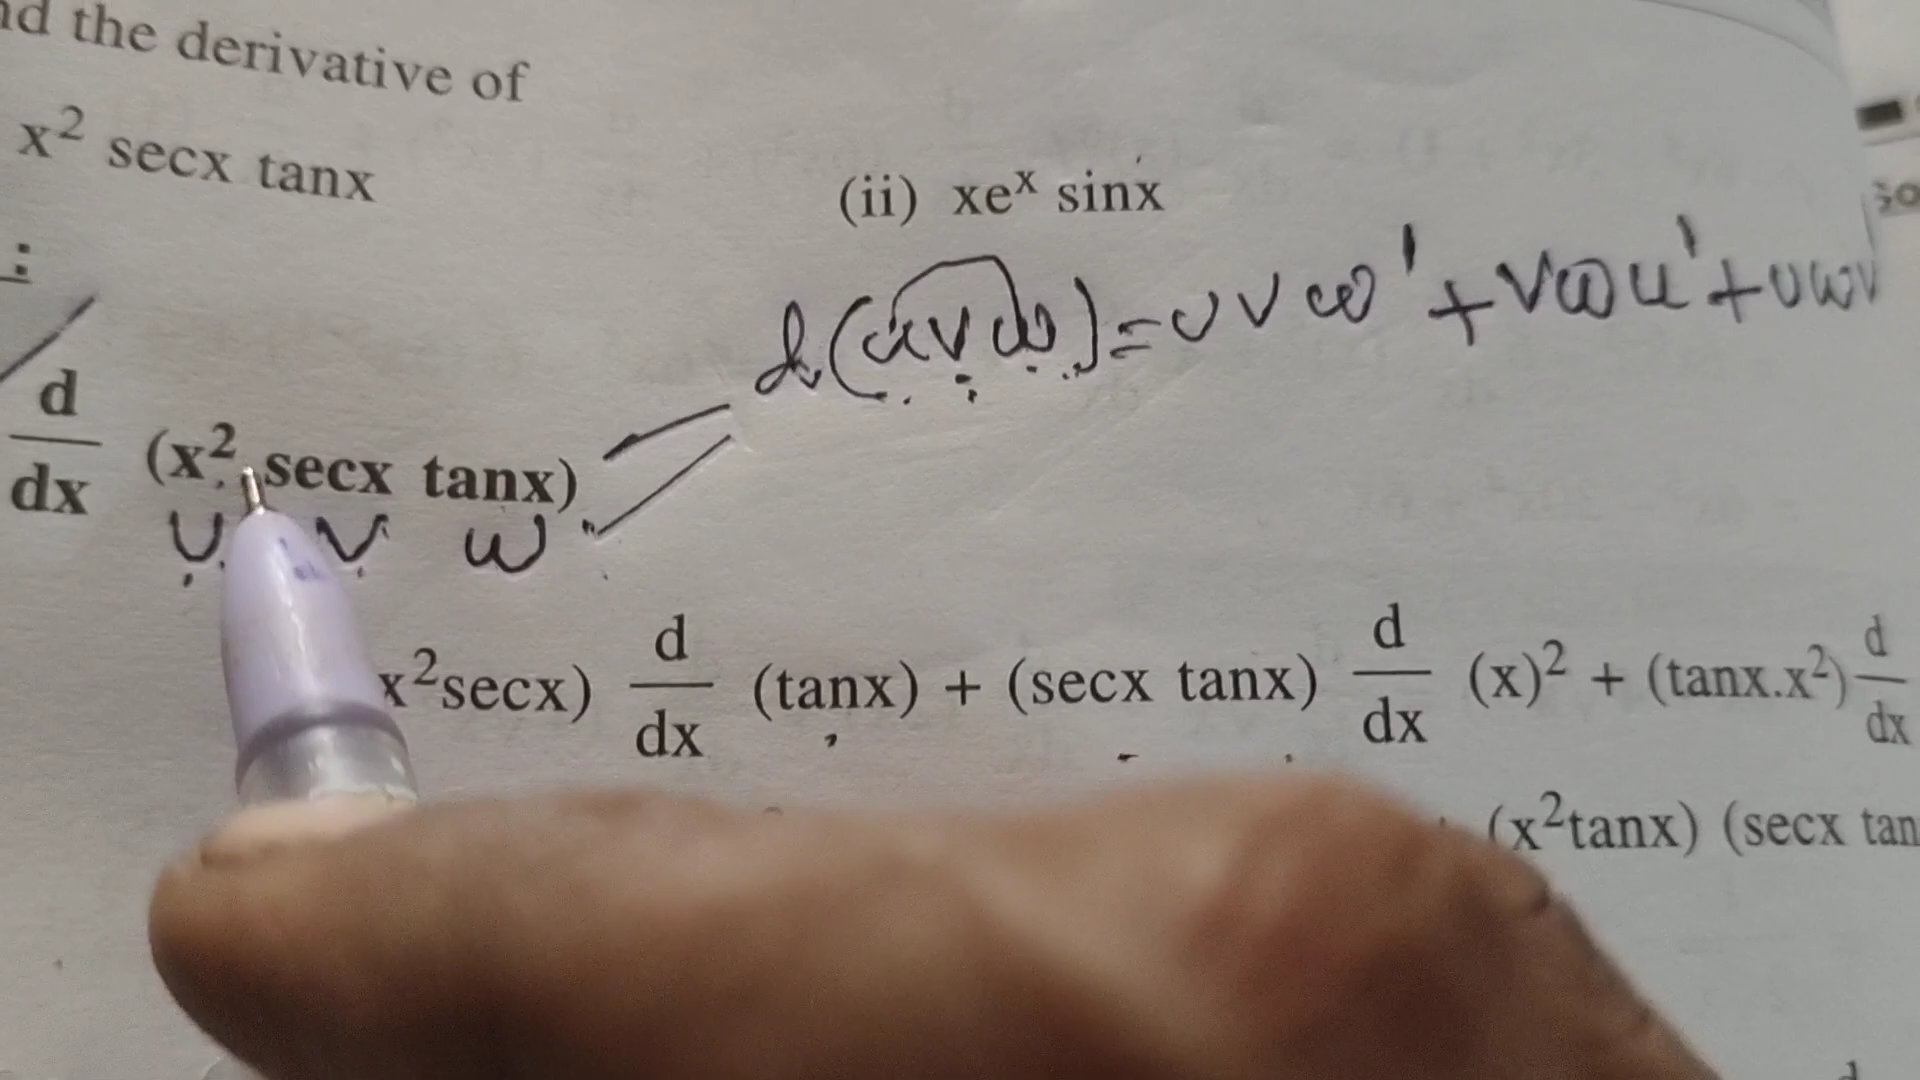 nd the derivative of
x² secx tanx
(ii) xeˣ sinx
d(uvw) = uvw' + vwu' + uwv
d/dx (x² secx tanx)
u v w
x²secx) d/dx (tanx) + (secx tanx) d/dx (x)² + (tanx.x²) d/dx
(x²tanx) (secx tan